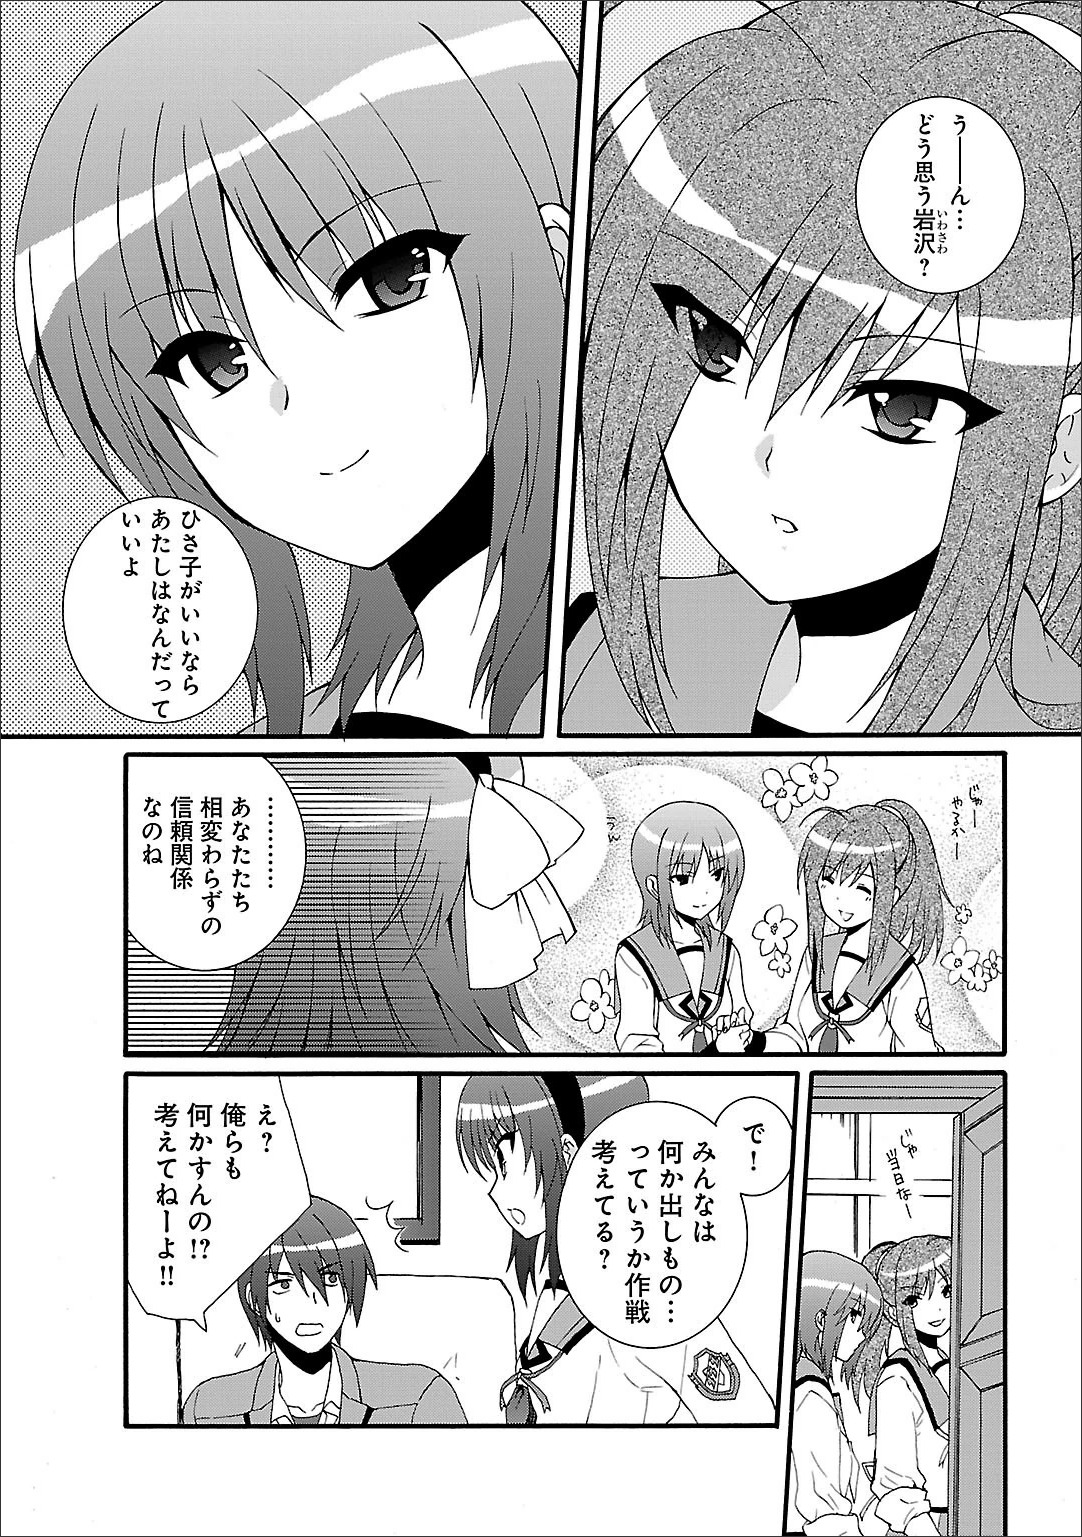 うーーん…
どう思う岩沢?
いわさわ
ひさ子がいいなら
あたしはなんだって
いいよ
じゃー
やるかー
うん
…………
あなたたち
相変わらずの
信頼関係
なのね
じゃ
当日なー
で!
みんなは
何か出しもの…
っていうか作戦
考えてる?
え?
俺らも
何かすんの!?
考えてねーよ!!